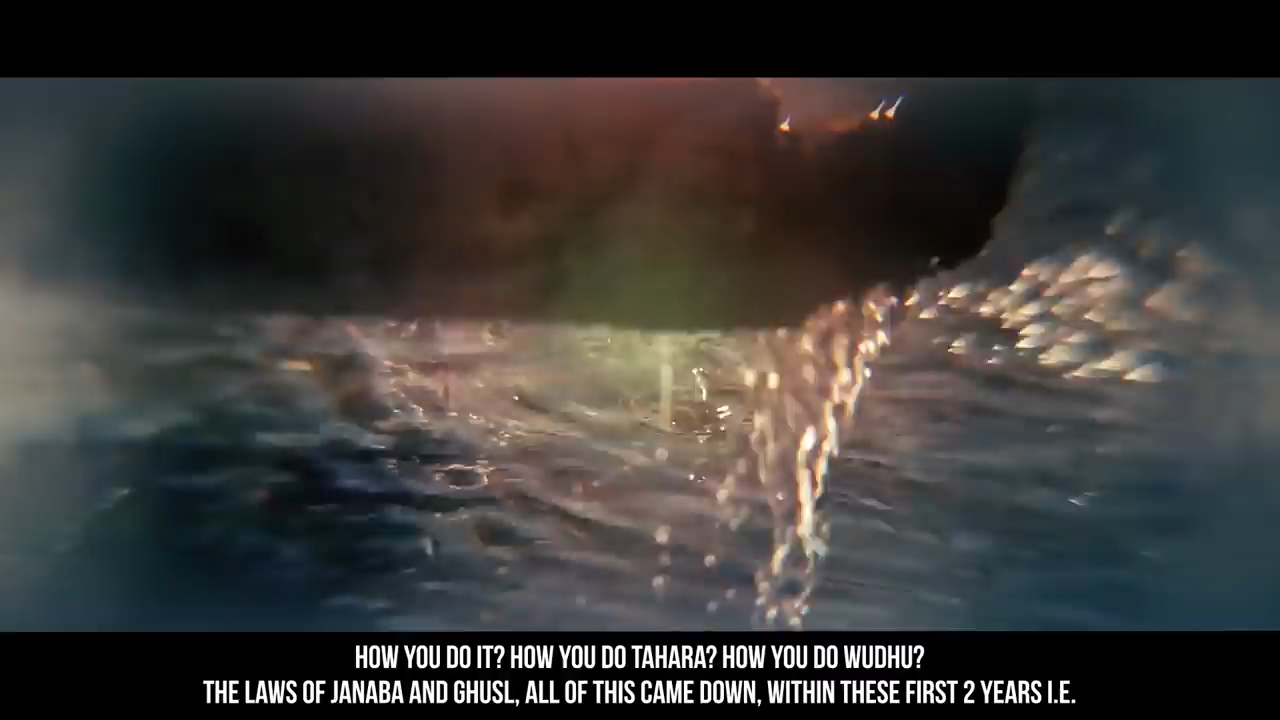 HOW YOU DO IT? HOW YOU DO TAHARA? HOW YOU DO WUDHU?
THE LAWS OF JANABA AND GHUSL, ALL OF THIS CAME DOWN, WITHIN THESE FIRST 2 YEARS I.E.